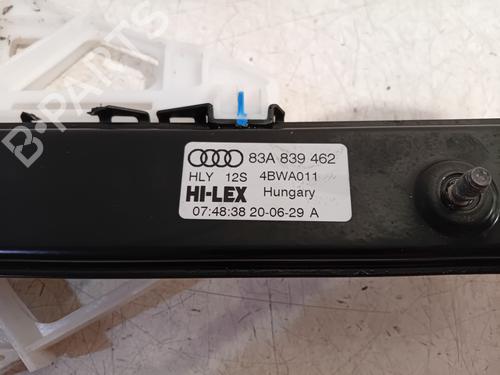 B-PARTS
83A 839 462
HLY 12S 4BWA011
HI-LEX Hungary
07:48:38 20-06-29 A